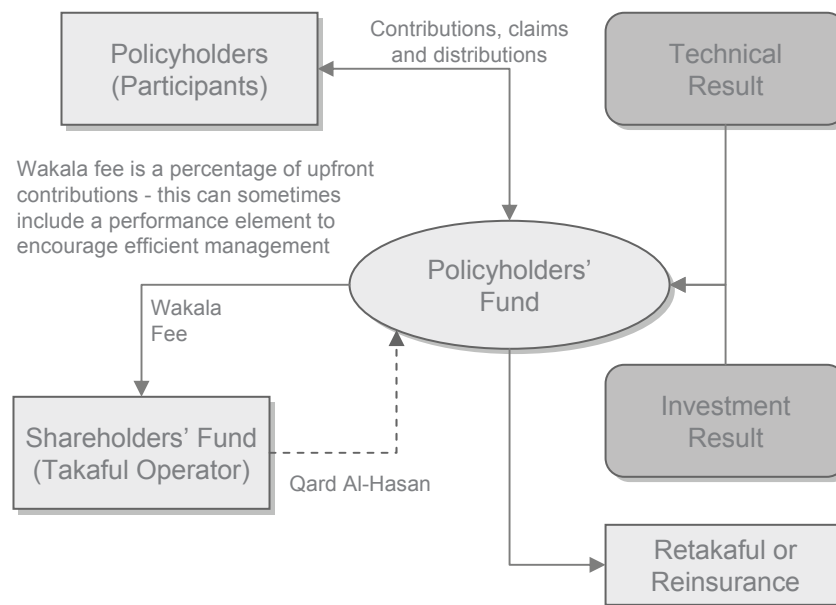 Policyholders
(Participants)
Contributions, claims
and distributions
Technical
Result
Wakala fee is a percentage of upfront
contributions - this can sometimes
include a performance element to
encourage efficient management
Policyholders’
Fund
Wakala
Fee
Shareholders’ Fund
(Takaful Operator)
Qard Al-Hasan
Investment
Result
Retakaful or
Reinsurance